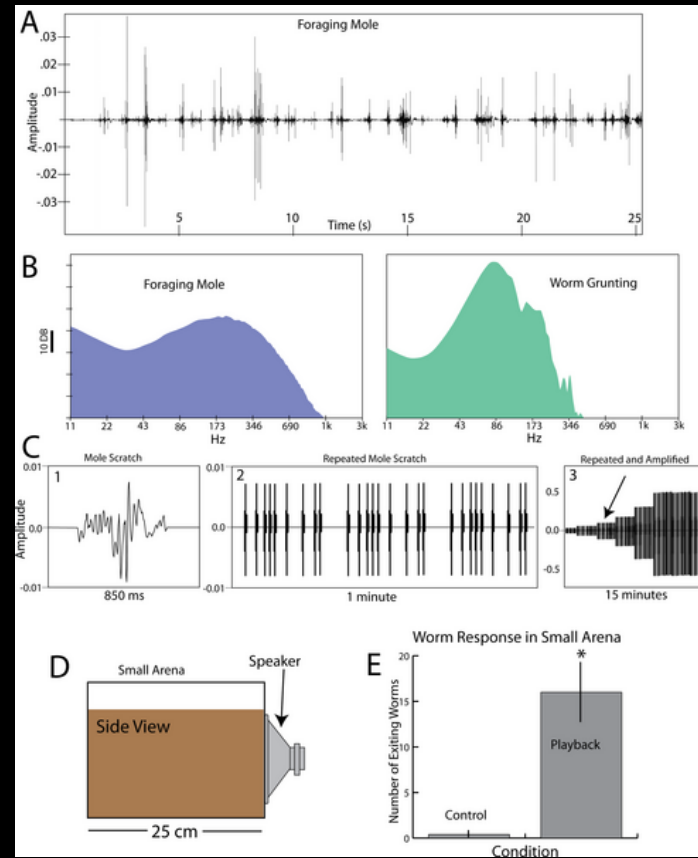 A
Foraging Mole
.03
.02
.01
0
-.01
-.02
-.03
Amplitude
5 10 15 20 25
Time (s)
B
Foraging Mole
Worm Grunting
10 DB
11 22 43 86 173 346 690 1k 3k
Hz
11 22 43 86 173 346 690 1k 3k
Hz
C
Mole Scratch
1
0.01
0.0
-0.01
Amplitude
850 ms
Repeated Mole Scratch
2
0.01
0.0
-0.01
1 minute
Repeated and Amplified
3
0.5
0.0
-0.5
15 minutes
D
Small Arena
Speaker
Side View
25 cm
E
Worm Response in Small Arena
*
20
15
10
5
0
Number of Exiting Worms
Control
Playback
Condition